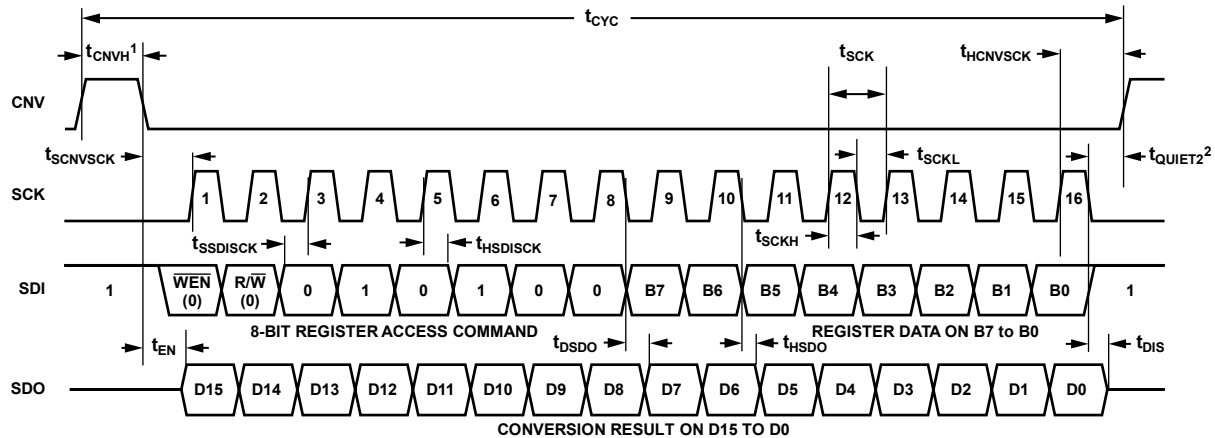 tCYC
tCNVH1
tSCK
tHCNVSCK
CNV
tSCNVSCK
tSCKL
tQUIET22
SCK
1 2 3 4 5 6 7 8 9 10 11 12 13 14 15 16
tSSDISCK
tHSDISCK
tSCKH
SDI
1 WEN (0) R/W (0) 0 1 0 1 0 0 B7 B6 B5 B4 B3 B2 B1 B0 1
8-BIT REGISTER ACCESS COMMAND
REGISTER DATA ON B7 to B0
tEN
tDSDO
tHSDO
tDIS
SDO
D15 D14 D13 D12 D11 D10 D9 D8 D7 D6 D5 D4 D3 D2 D1 D0
CONVERSION RESULT ON D15 TO D0